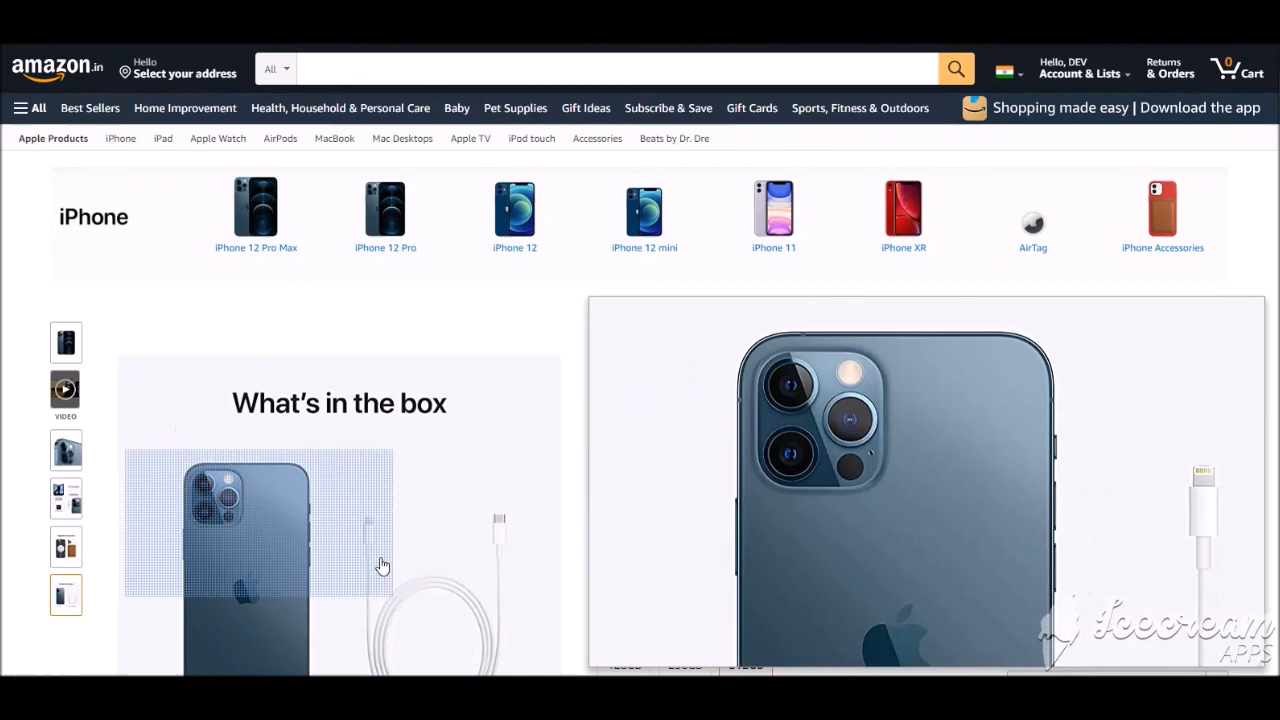 amazon.in
Hello
Select your address
All
Hello, DEV
Account & Lists
Returns
& Orders
0
Cart
All
Best Sellers
Home Improvement
Health, Household & Personal Care
Baby
Pet Supplies
Gift Ideas
Subscribe & Save
Gift Cards
Sports, Fitness & Outdoors
Shopping made easy | Download the app
Apple Products
iPhone
iPad
Apple Watch
AirPods
MacBook
Mac Desktops
Apple TV
iPod touch
Accessories
Beats by Dr. Dre
iPhone
iPhone 12 Pro Max
iPhone 12 Pro
iPhone 12
iPhone 12 mini
iPhone 11
iPhone XR
AirTag
iPhone Accessories
VIDEO
What's in the box
Icecream
APPS